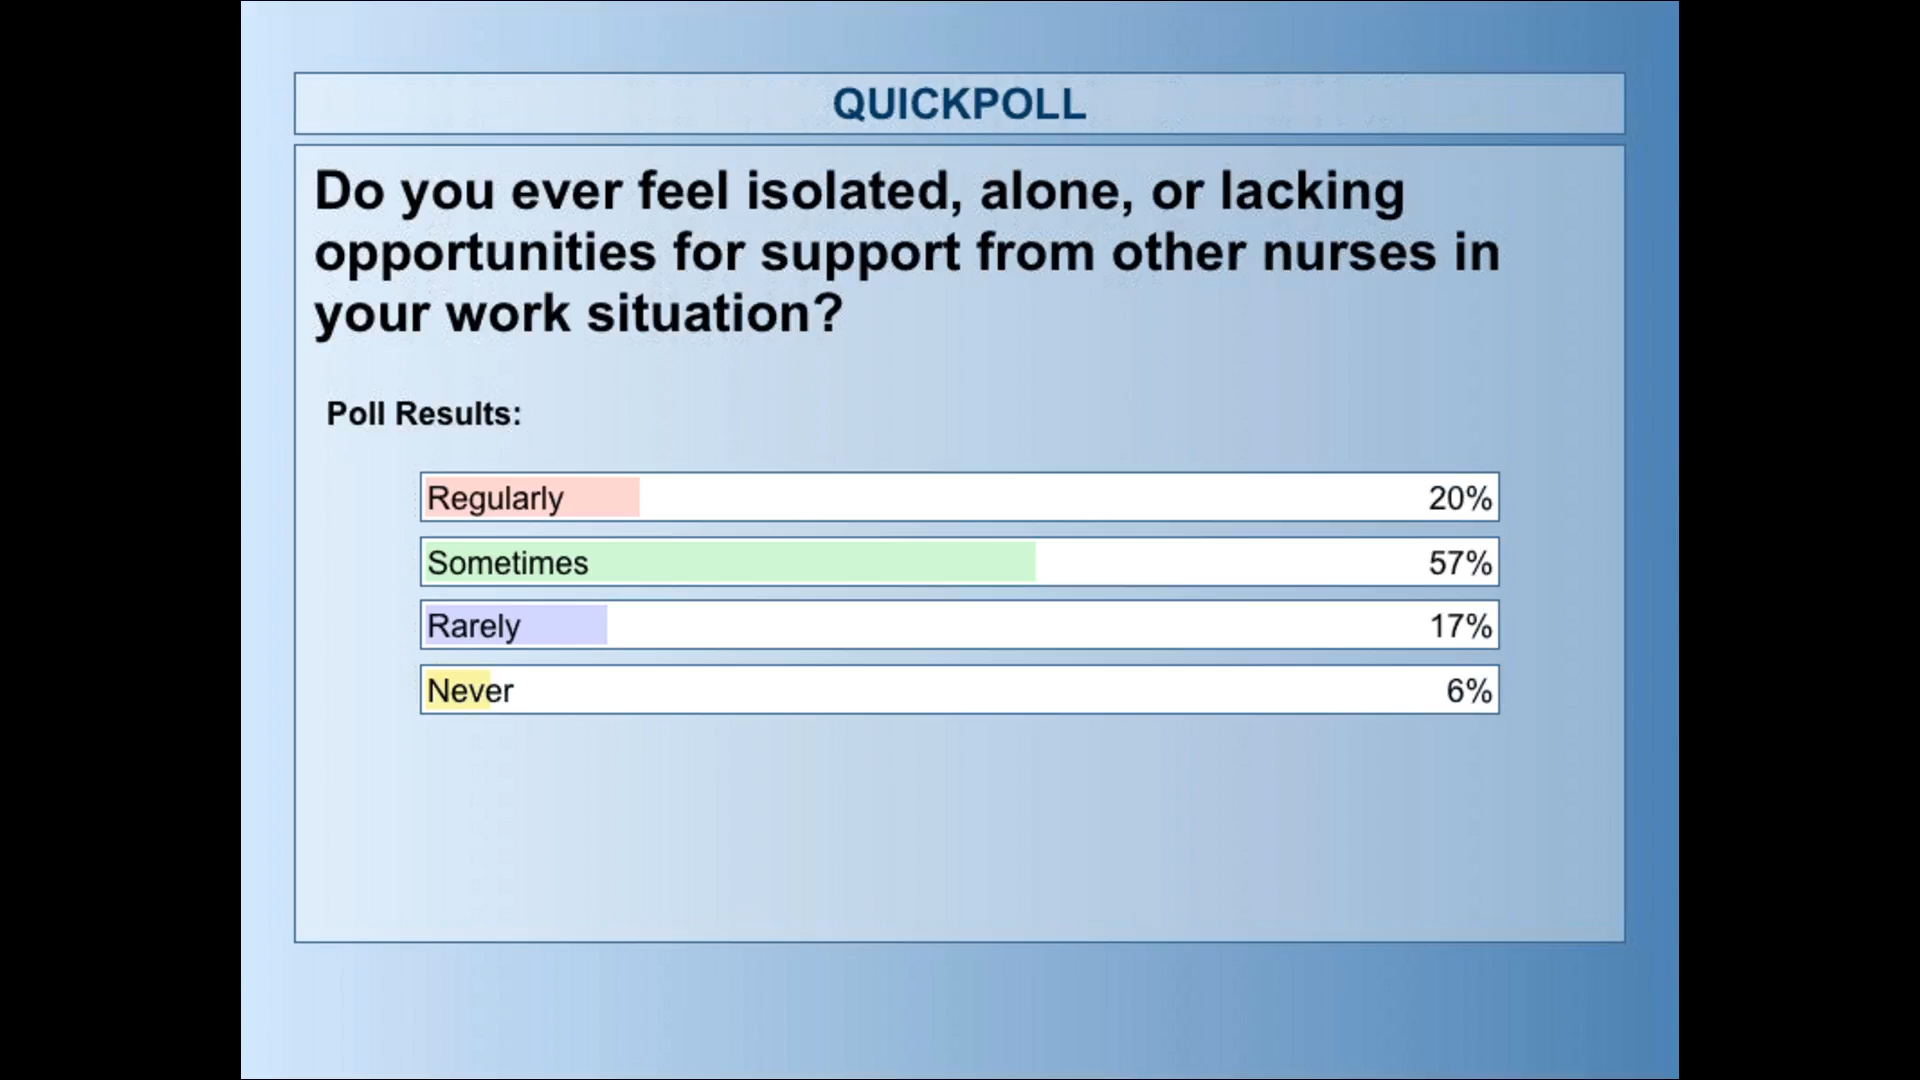 QUICKPOLL
Do you ever feel isolated, alone, or lacking
opportunities for support from other nurses in
your work situation?
Poll Results:
Regularly 20%
Sometimes 57%
Rarely 17%
Never 6%